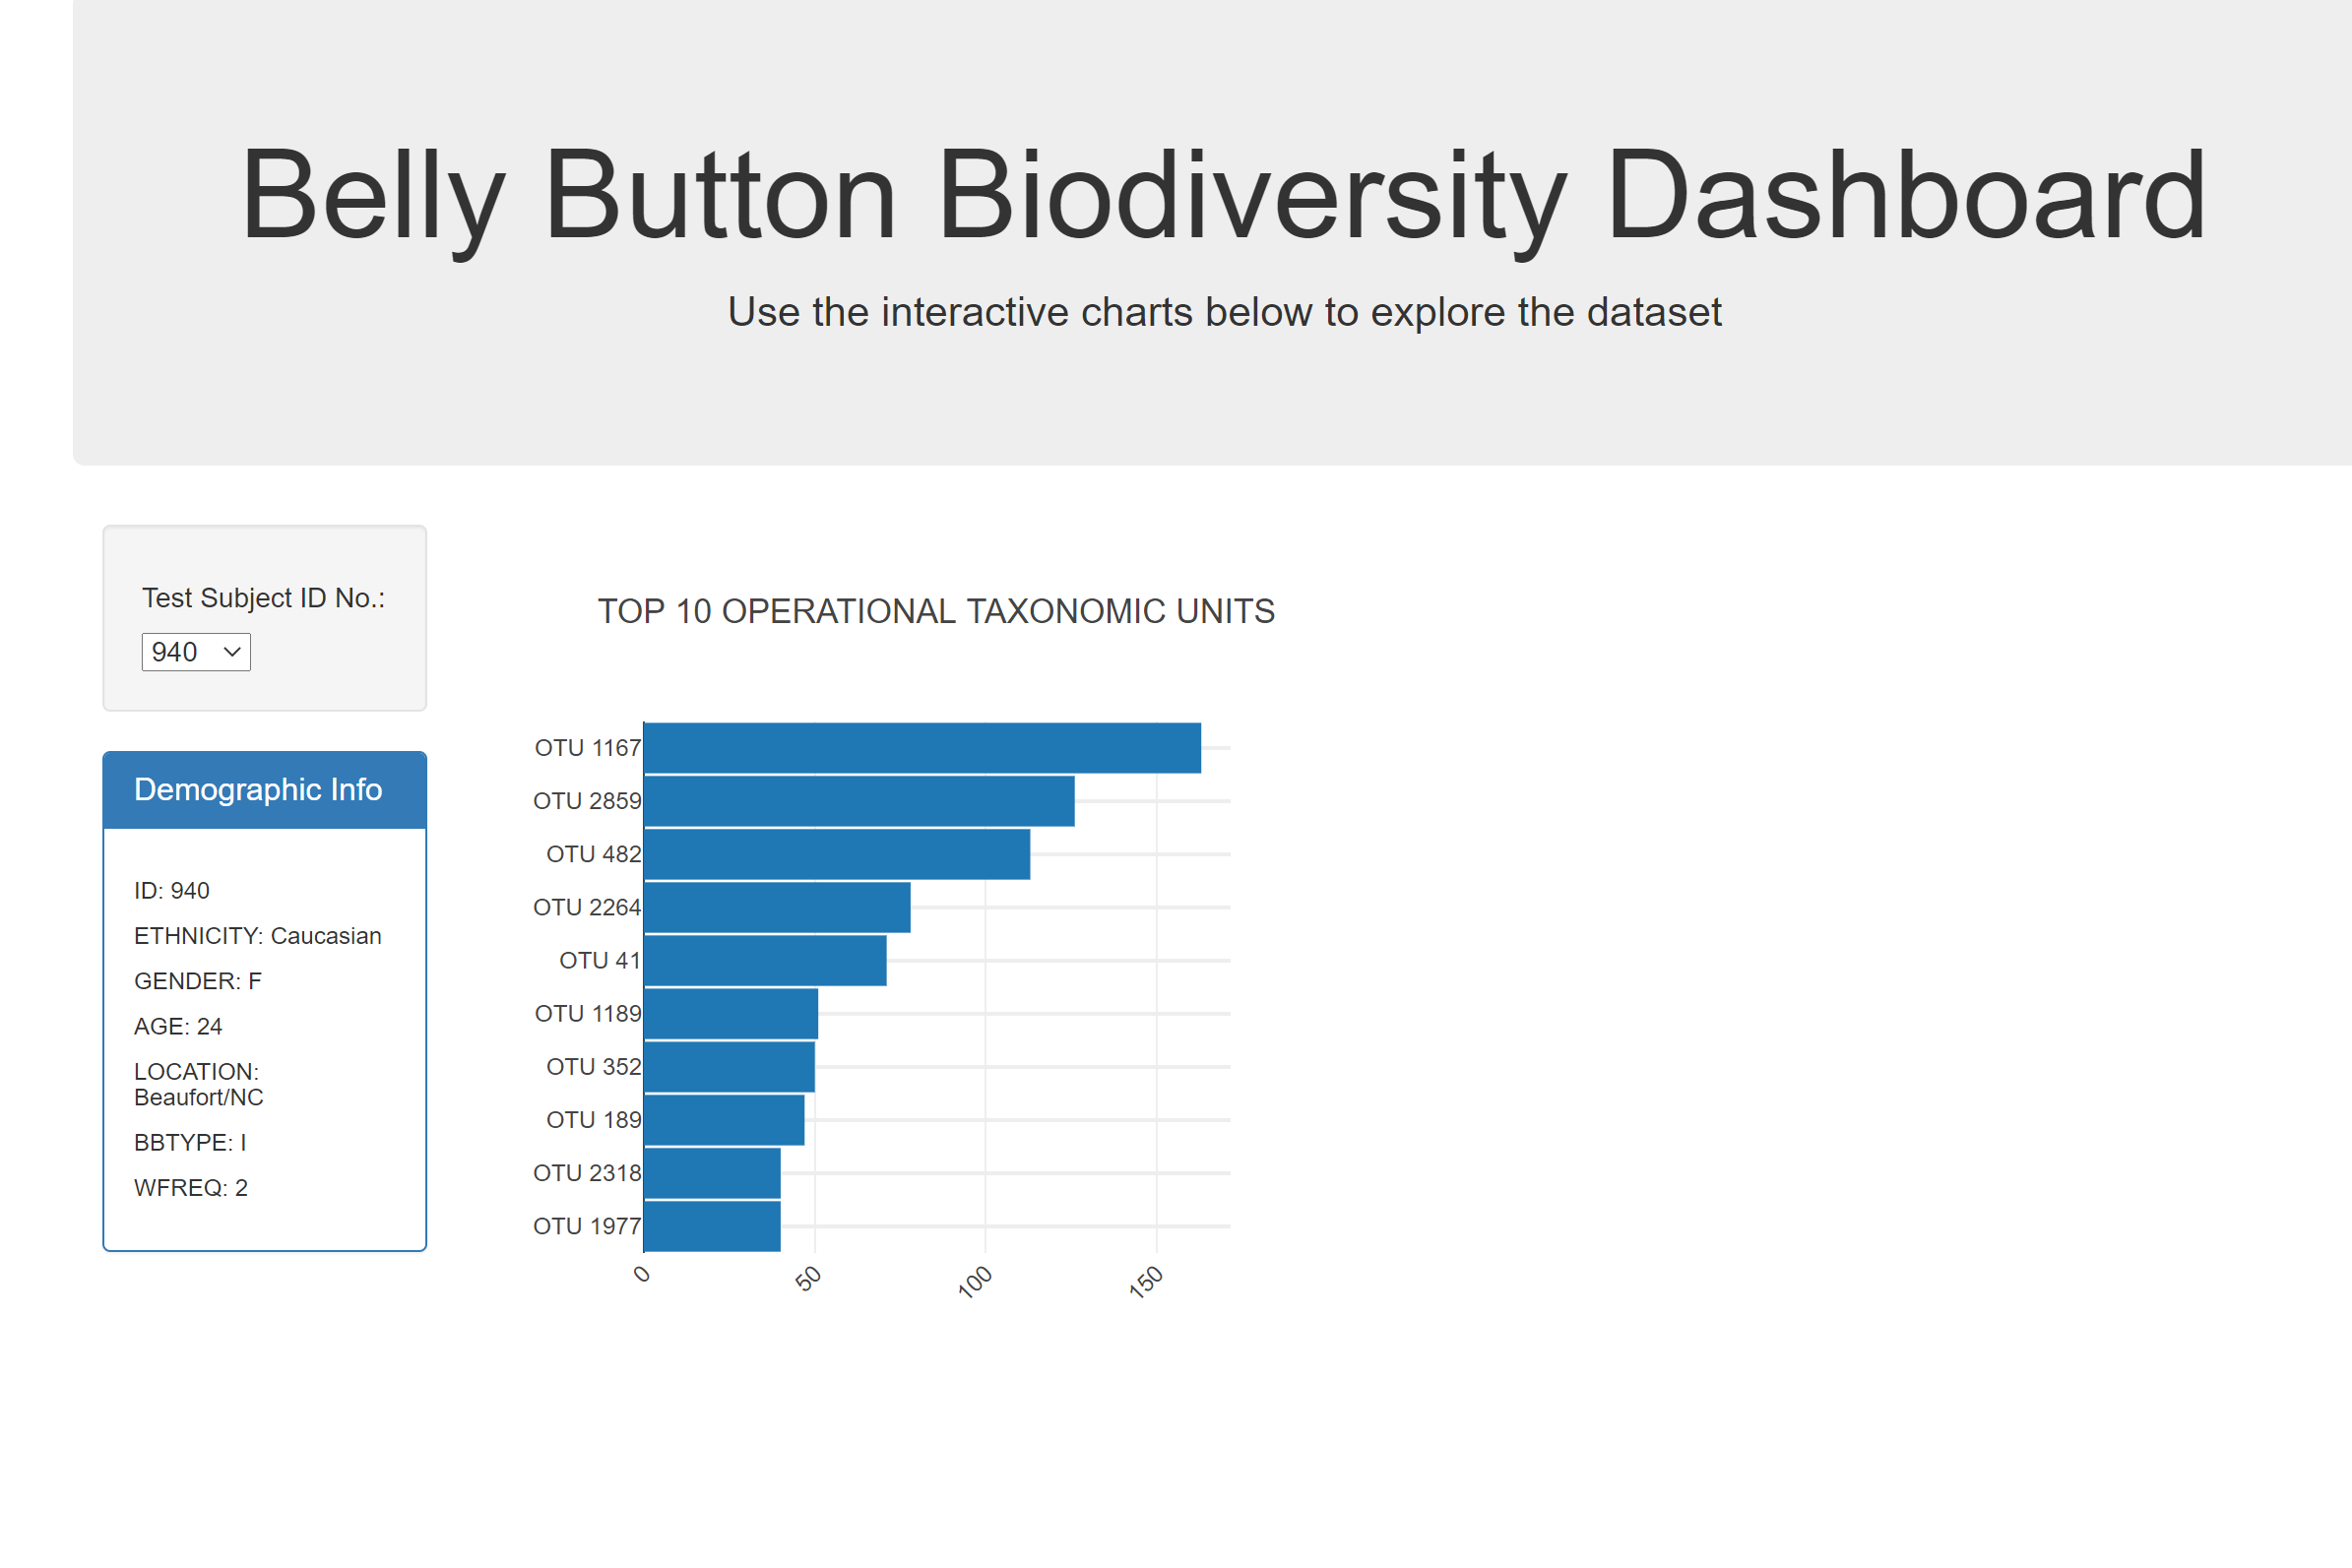 Belly Button Biodiversity Dashboard
Use the interactive charts below to explore the dataset
Test Subject ID No.:
940
Demographic Info
ID: 940
ETHNICITY: Caucasian
GENDER: F
AGE: 24
LOCATION:
Beaufort/NC
BBTYPE: I
WFREQ: 2
TOP 10 OPERATIONAL TAXONOMIC UNITS
OTU 1167
OTU 2859
OTU 482
OTU 2264
OTU 41
OTU 1189
OTU 352
OTU 189
OTU 2318
OTU 1977
0
50
100
150